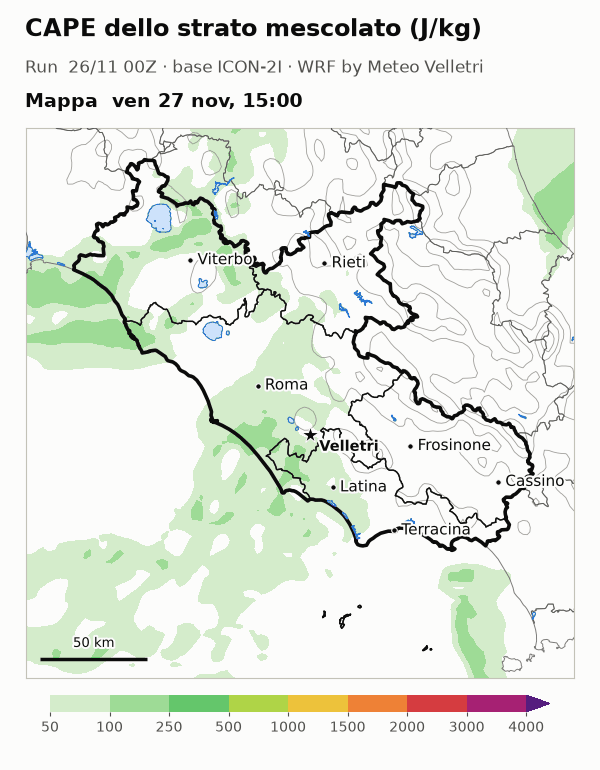 CAPE dello strato mescolato (J/kg)
Run  26/11 00Z · base ICON-2I · WRF by Meteo Velletri
Mappa  ven 27 nov, 15:00
Viterbo
Rieti
Roma
Velletri
Frosinone
Latina
Cassino
Terracina
50 km
50 100 250 500 1000 1500 2000 3000 4000